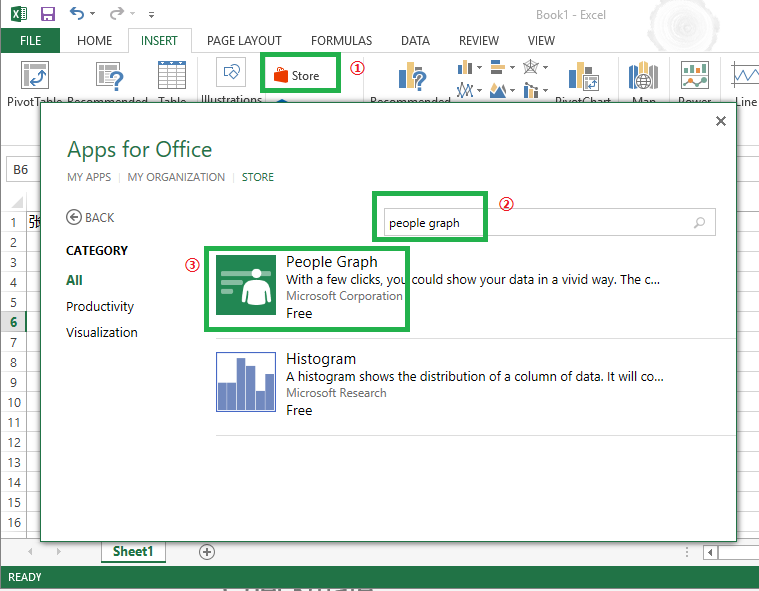 Book1 - Excel
FILE HOME INSERT PAGE LAYOUT FORMULAS DATA REVIEW VIEW
Store ①
PivotTable Recommended Table Illustrations Recommended PivotChart Map Power Line
Apps for Office
MY APPS MY ORGANIZATION STORE
B6
BACK
②
people graph
CATEGORY
All
Productivity
Visualization
③
People Graph
With a few clicks, you could show your data in a vivid way. The c...
Microsoft Corporation
Free
Histogram
A histogram shows the distribution of a column of data. It will co...
Microsoft Research
Free
1
2
3
4
5
6
7
8
9
10
11
12
13
14
15
16
Sheet1
READY